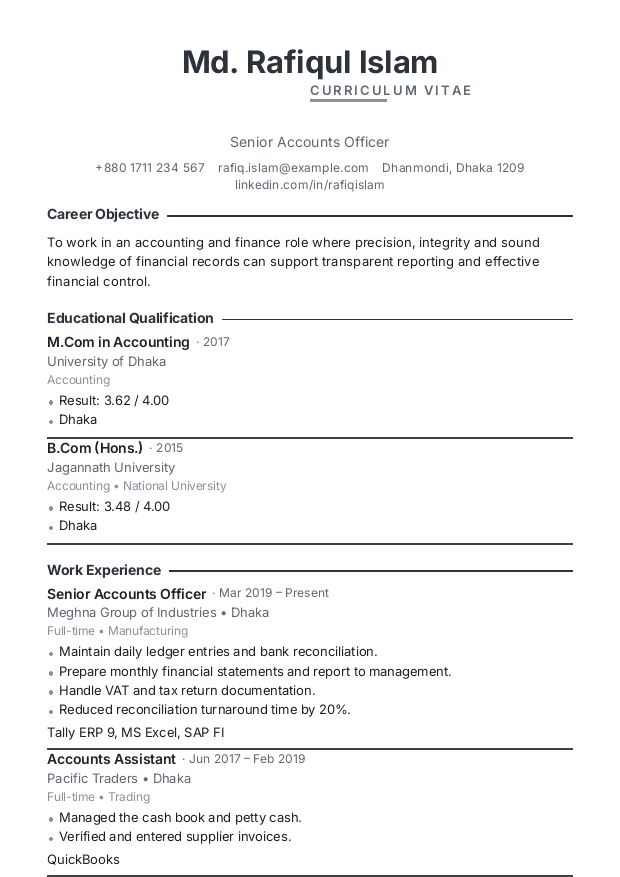 Md. Rafiqul Islam
CURRICULUM VITAE
Senior Accounts Officer
+880 1711 234 567 rafiq.islam@example.com Dhanmondi, Dhaka 1209
linkedin.com/in/rafiqislam
Career Objective
To work in an accounting and finance role where precision, integrity and sound
knowledge of financial records can support transparent reporting and effective
financial control.
Educational Qualification
M.Com in Accounting · 2017
University of Dhaka
Accounting
• Result: 3.62 / 4.00
• Dhaka
B.Com (Hons.) · 2015
Jagannath University
Accounting • National University
• Result: 3.48 / 4.00
• Dhaka
Work Experience
Senior Accounts Officer · Mar 2019 – Present
Meghna Group of Industries • Dhaka
Full-time • Manufacturing
• Maintain daily ledger entries and bank reconciliation.
• Prepare monthly financial statements and report to management.
• Handle VAT and tax return documentation.
• Reduced reconciliation turnaround time by 20%.
Tally ERP 9, MS Excel, SAP FI
Accounts Assistant · Jun 2017 – Feb 2019
Pacific Traders • Dhaka
Full-time • Trading
• Managed the cash book and petty cash.
• Verified and entered supplier invoices.
QuickBooks